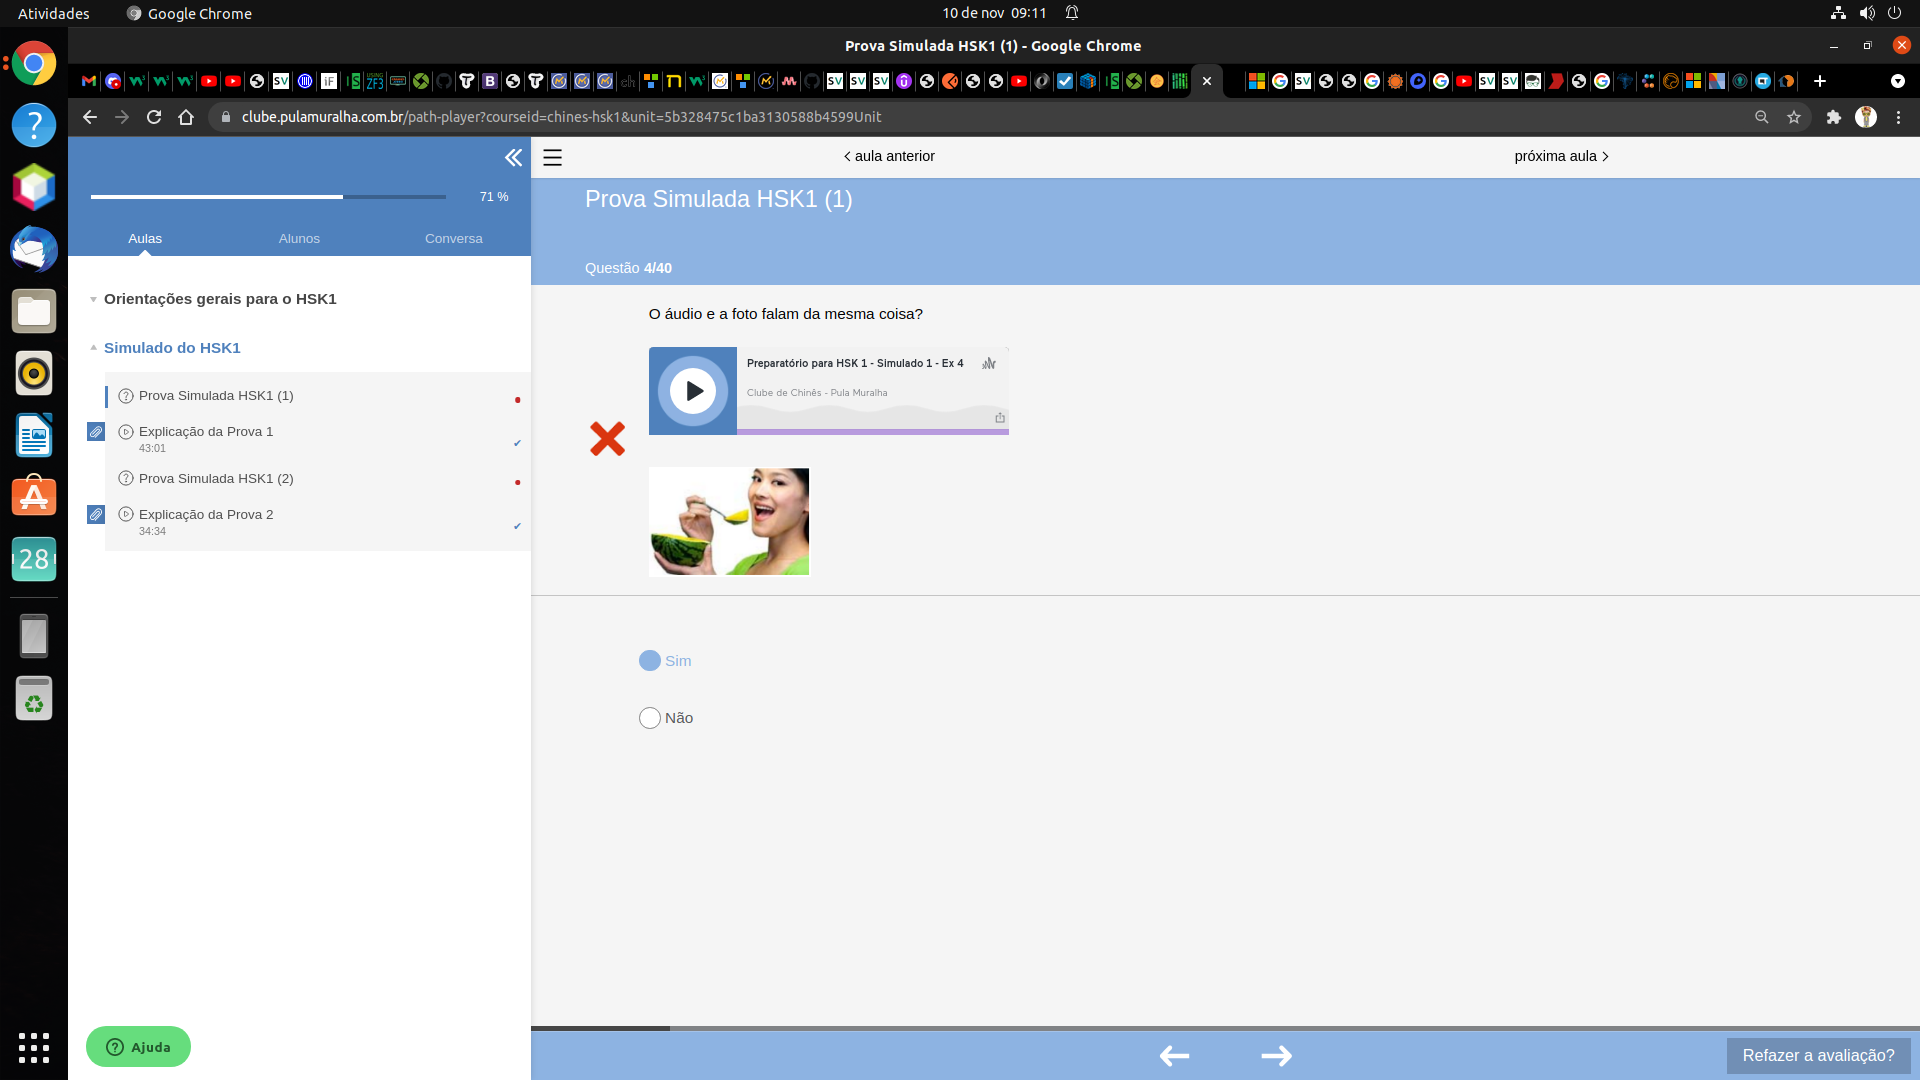 Atividades
Google Chrome
10 de nov 09:11
Prova Simulada HSK1 (1) - Google Chrome
clube.pulamuralha.com.br/path-player?courseid=chines-hsk1&unit=5b328475c1ba3130588b4599Unit
71 %
Aulas
Alunos
Conversa
Orientações gerais para o HSK1
Simulado do HSK1
Prova Simulada HSK1 (1)
Explicação da Prova 1
43:01
Prova Simulada HSK1 (2)
Explicação da Prova 2
34:34
Ajuda
28
aula anterior
próxima aula
Prova Simulada HSK1 (1)
Questão 4/40
O áudio e a foto falam da mesma coisa?
Preparatório para HSK 1 - Simulado 1 - Ex 4
Clube de Chinês - Pula Muralha
Sim
Não
Refazer a avaliação?